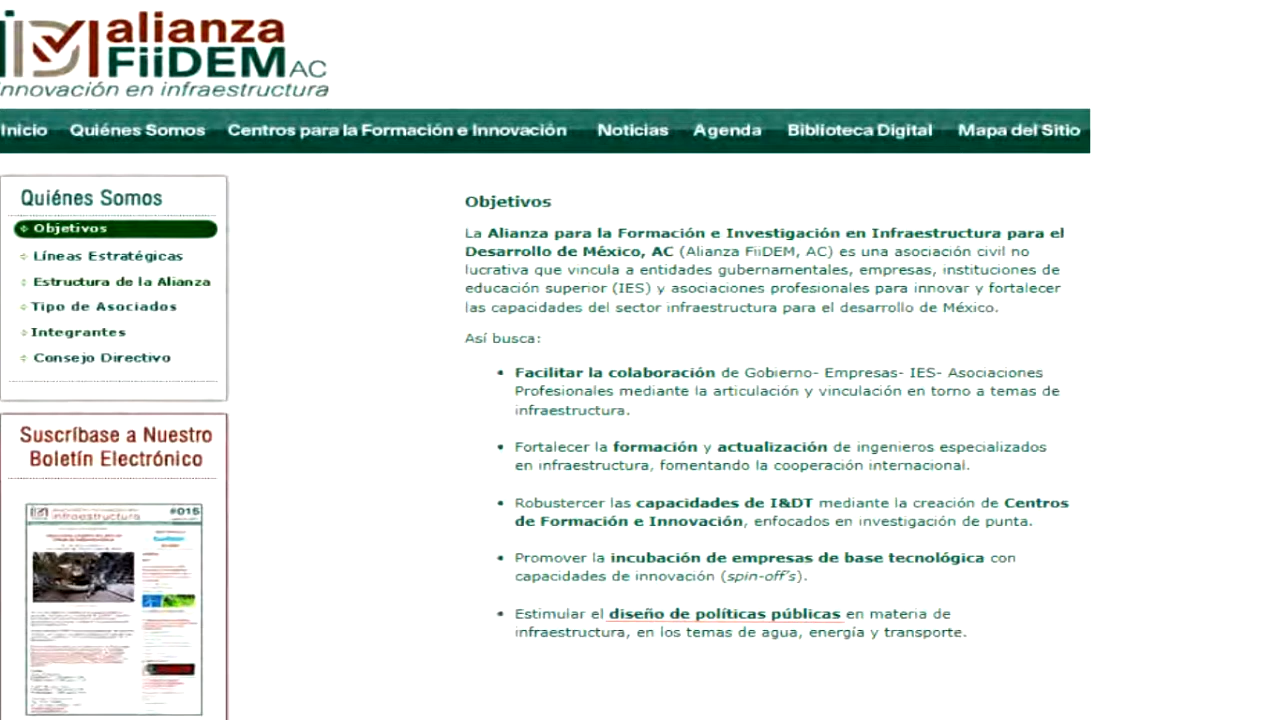 alianza
FiiDEM AC
innovación en infraestructura
Inicio Quiénes Somos Centros para la Formación e Innovación Noticias Agenda Biblioteca Digital Mapa del Sitio
Quiénes Somos
Objetivos
Líneas Estratégicas
Estructura de la Alianza
Tipo de Asociados
Integrantes
Consejo Directivo
Suscríbase a Nuestro
Boletín Electrónico
infraestructura
#016
Objetivos
La Alianza para la Formación e Investigación en Infraestructura para el
Desarrollo de México, AC (Alianza FiiDEM, AC) es una asociación civil no
lucrativa que vincula a entidades gubernamentales, empresas, instituciones de
educación superior (IES) y asociaciones profesionales para innovar y fortalecer
las capacidades del sector infraestructura para el desarrollo de México.
Así busca:
• Facilitar la colaboración de Gobierno- Empresas- IES- Asociaciones
Profesionales mediante la articulación y vinculación en torno a temas de
infraestructura.
• Fortalecer la formación y actualización de ingenieros especializados
en infraestructura, fomentando la cooperación internacional.
• Robustercer las capacidades de I&DT mediante la creación de Centros
de Formación e Innovación, enfocados en investigación de punta.
• Promover la incubación de empresas de base tecnológica con
capacidades de innovación (spin-off's).
• Estimular el diseño de políticas públicas en materia de
infraestructura, en los temas de agua, energía y transporte.